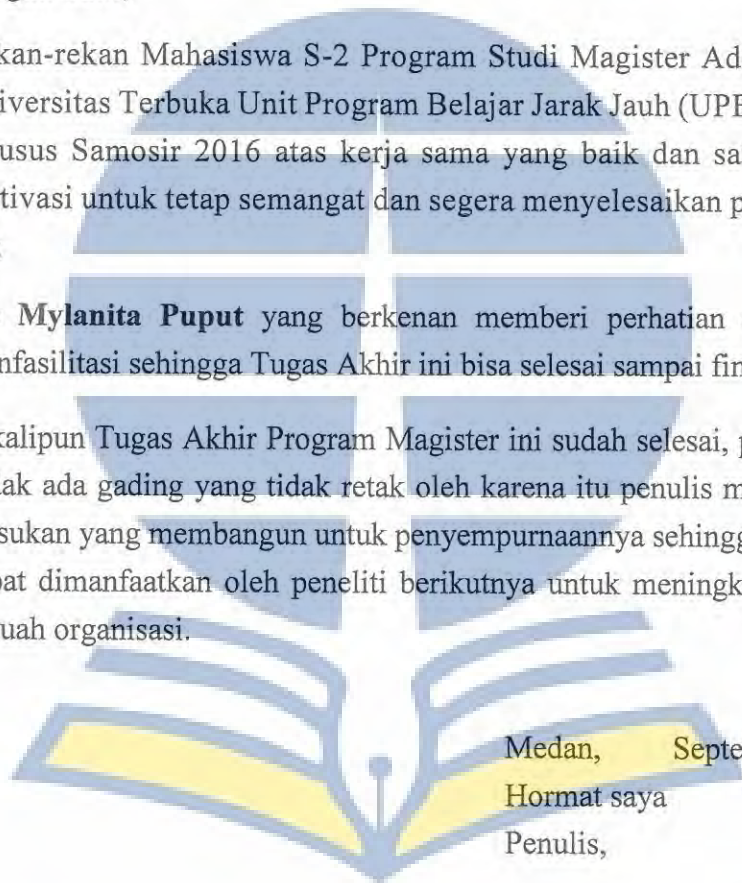 kan-rekan Mahasiswa S-2 Program Studi Magister Ad
iversitas Terbuka Unit Program Belajar Jarak Jauh (UPB
usus Samosir 2016 atas kerja sama yang baik dan sa
tivasi untuk tetap semangat dan segera menyelesaikan p
Mylanita Puput yang berkenan memberi perhatian
nfasilitasi sehingga Tugas Akhir ini bisa selesai sampai fin
kalipun Tugas Akhir Program Magister ini sudah selesai, p
lak ada gading yang tidak retak oleh karena itu penulis m
sukan yang membangun untuk penyempurnaannya sehingg
pat dimanfaatkan oleh peneliti berikutnya untuk meningk
uah organisasi.
Medan, Septe
Hormat saya
Penulis,